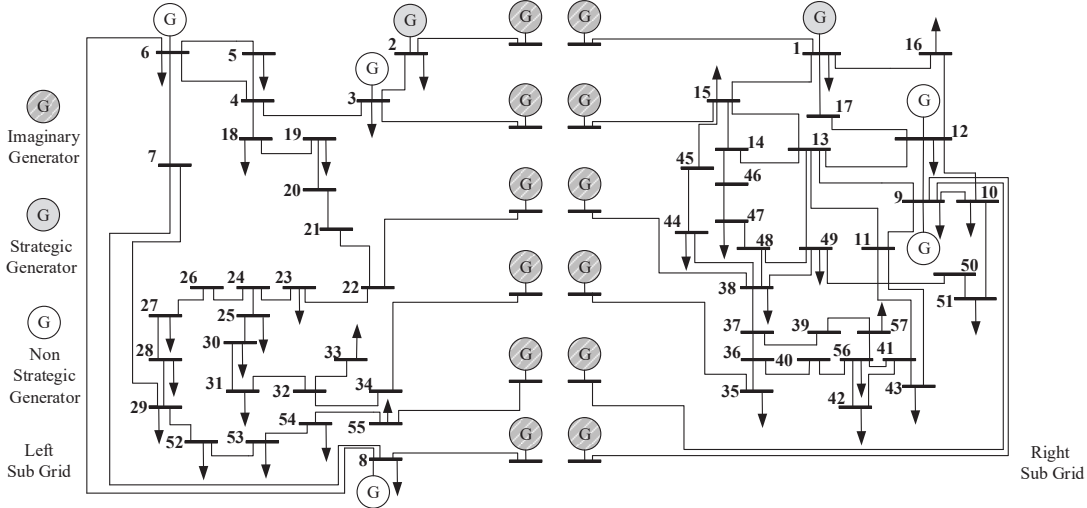 G
G
G
G
G
2
1
16
6
5
G
G
G
G
G
4
3
15
17
12
Imaginary
Generator
18
19
14
13
7
45
20
G
G
46
9
10
G
21
44
47
11
G
Strategic
Generator
48
49
G
G
50
26
24
23
22
38
51
27
25
G
37
39
57
28
30
33
G
G
36
40
56
41
Non
Strategic
Generator
31
32
34
35
42
43
29
54
55
G
G
52
53
Left
Sub Grid
8
Right
Sub Grid
G